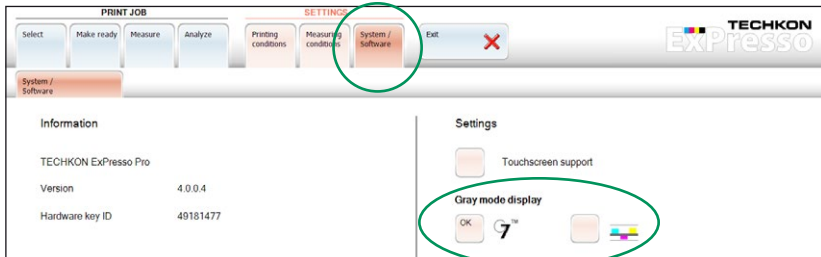 PRINT JOB
SETTINGS
Select
Make ready
Measure
Analyze
Printing
conditions
Measuring
conditions
System /
Software
Exit
TECHKON
ExPresso
System /
Software
Information
Settings
TECHKON ExPresso Pro
Touchscreen support
Version 4.0.0.4
Gray mode display
Hardware key ID 49181477
OK
G7™